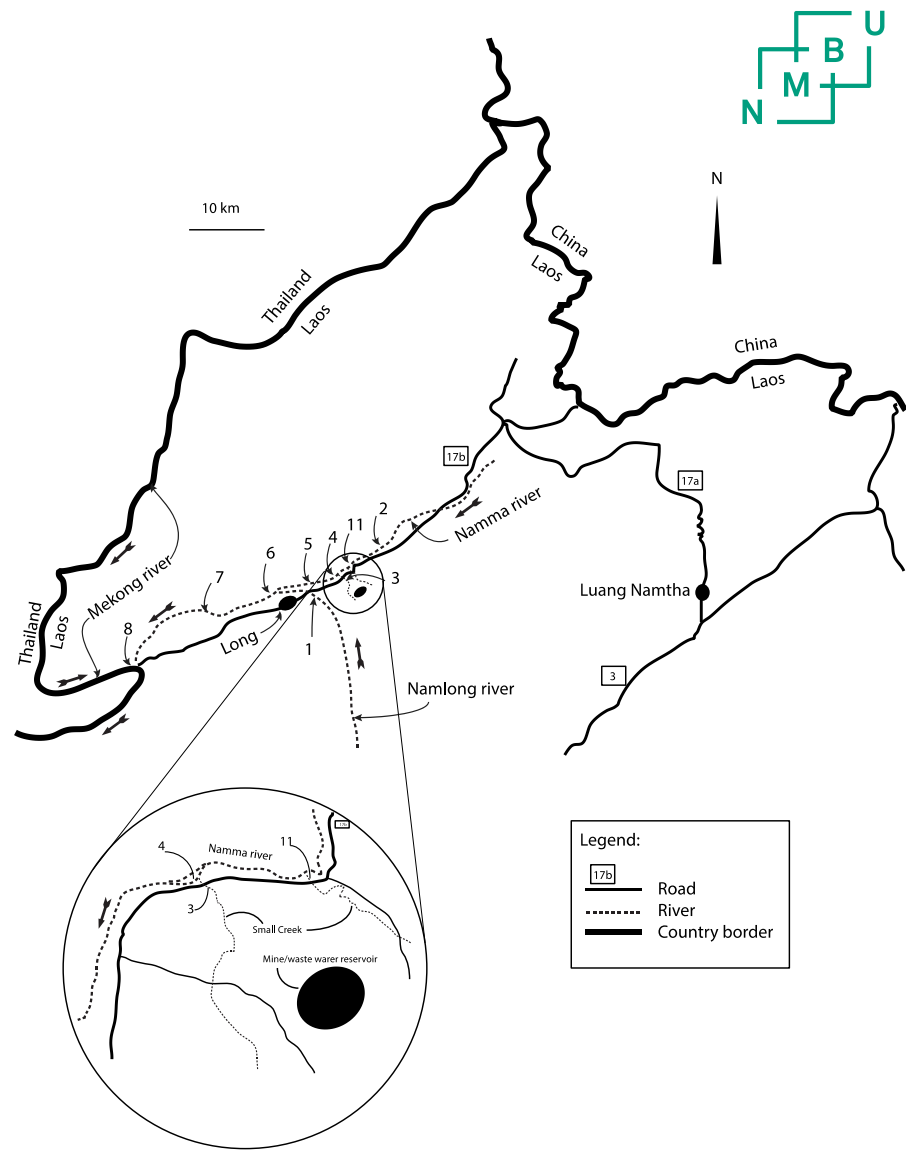 U
B
M
N
N
10 km
China
Laos
Thailand
Laos
China
Laos
17b
17a
Namma river
2
11
4
5
6
3
7
Mekong river
Luang Namtha
Thailand
Laos
8
Long
1
3
Namlong river
4
Namma river
11
3
Small Creek
Mine/waste warer reservoir
Legend:
17b
Road
River
Country border